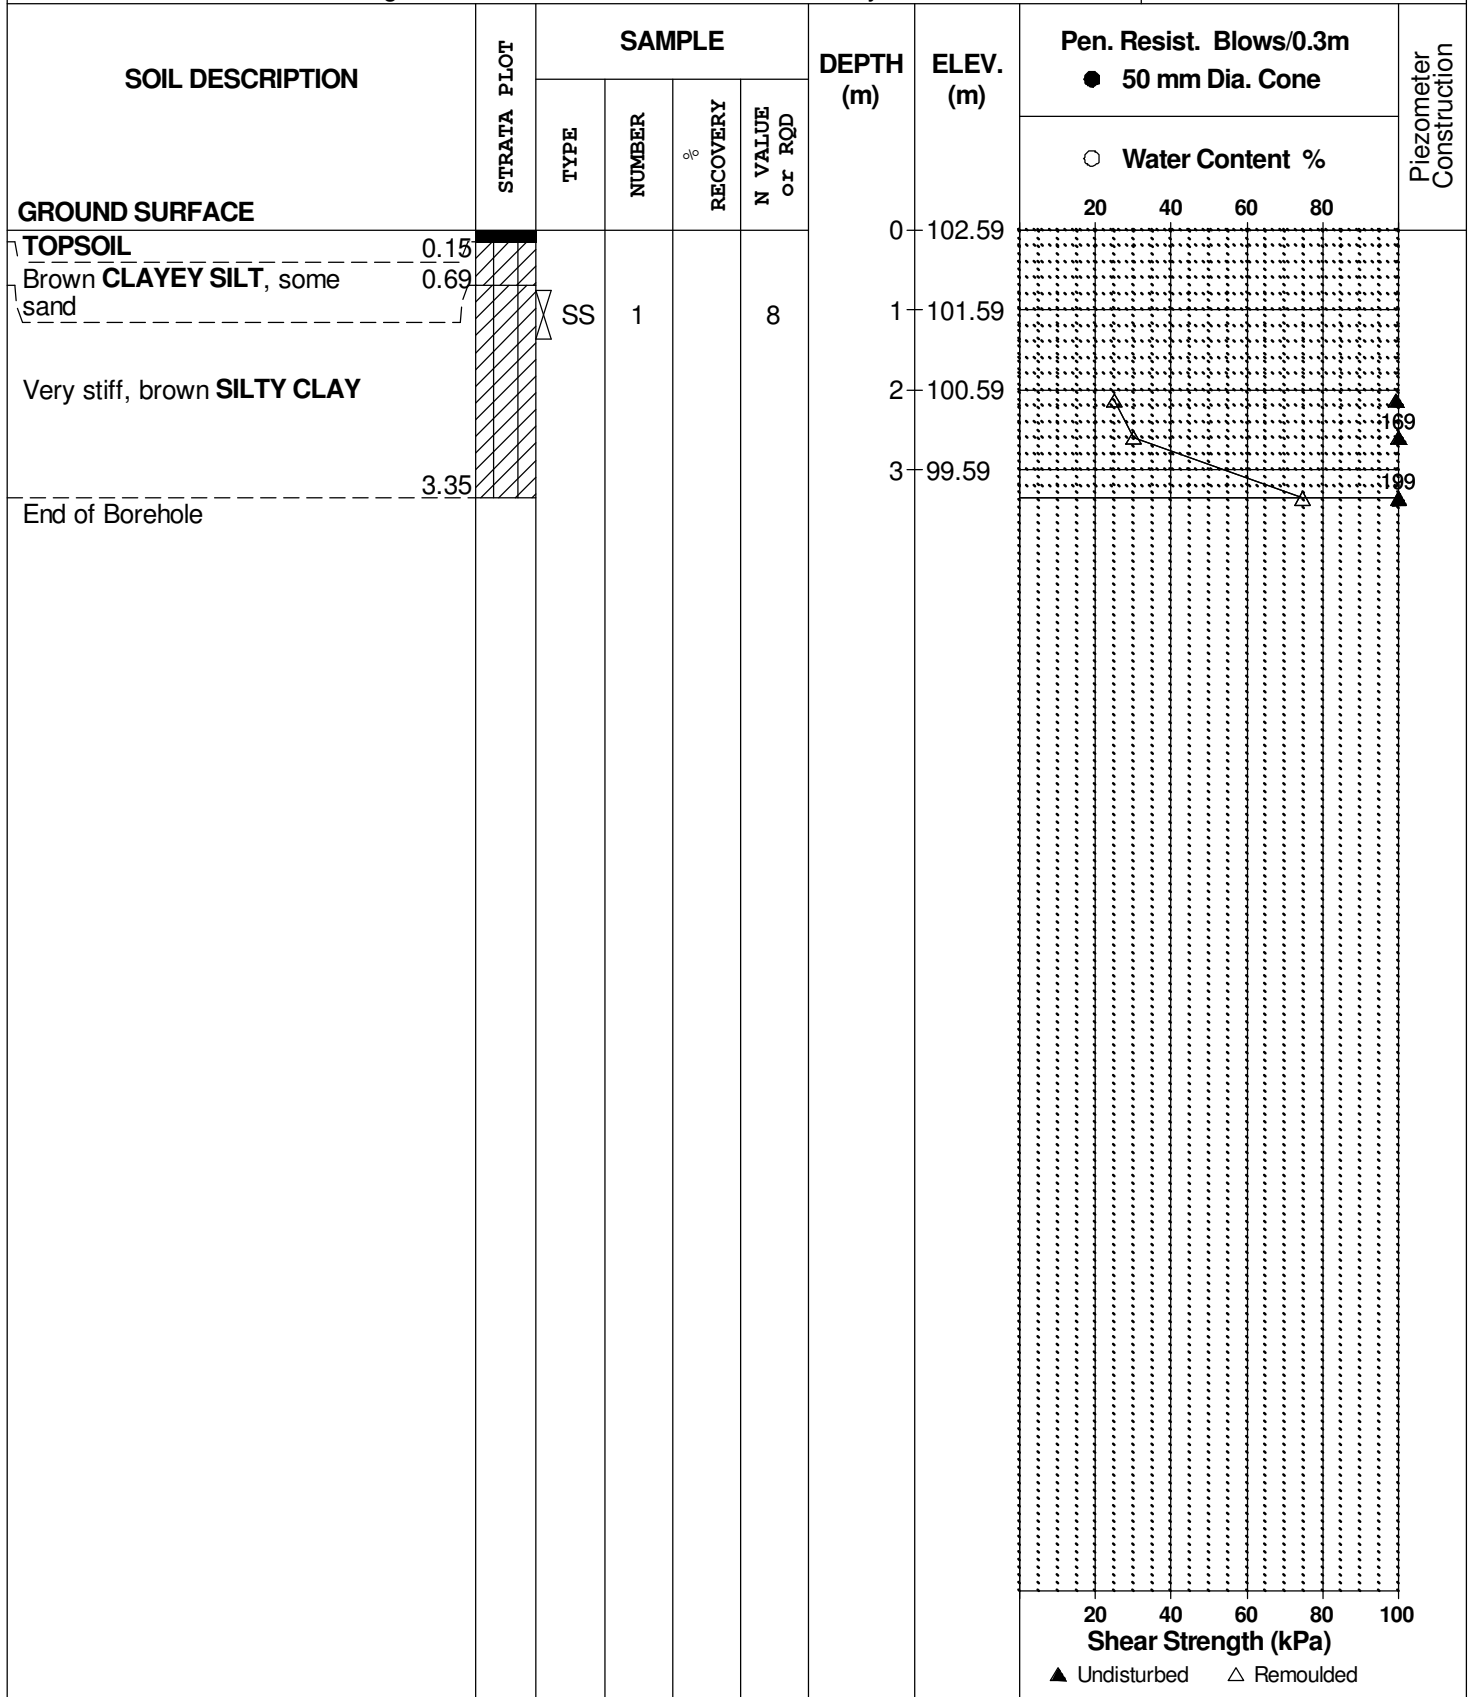 SOIL DESCRIPTION
GROUND SURFACE
STRATA PLOT
SAMPLE
TYPE
NUMBER
%
RECOVERY
N VALUE
or RQD
DEPTH
(m)
ELEV.
(m)
Pen. Resist. Blows/0.3m
● 50 mm Dia. Cone
○ Water Content %
20 40 60 80
Piezometer
Construction
TOPSOIL 0.15
Brown CLAYEY SILT, some 0.69
sand
SS 1 8
Very stiff, brown SILTY CLAY
3.35
End of Borehole
0 102.59
1 101.59
2 100.59
3 99.59
169
199
20 40 60 80 100
Shear Strength (kPa)
▲ Undisturbed △ Remoulded